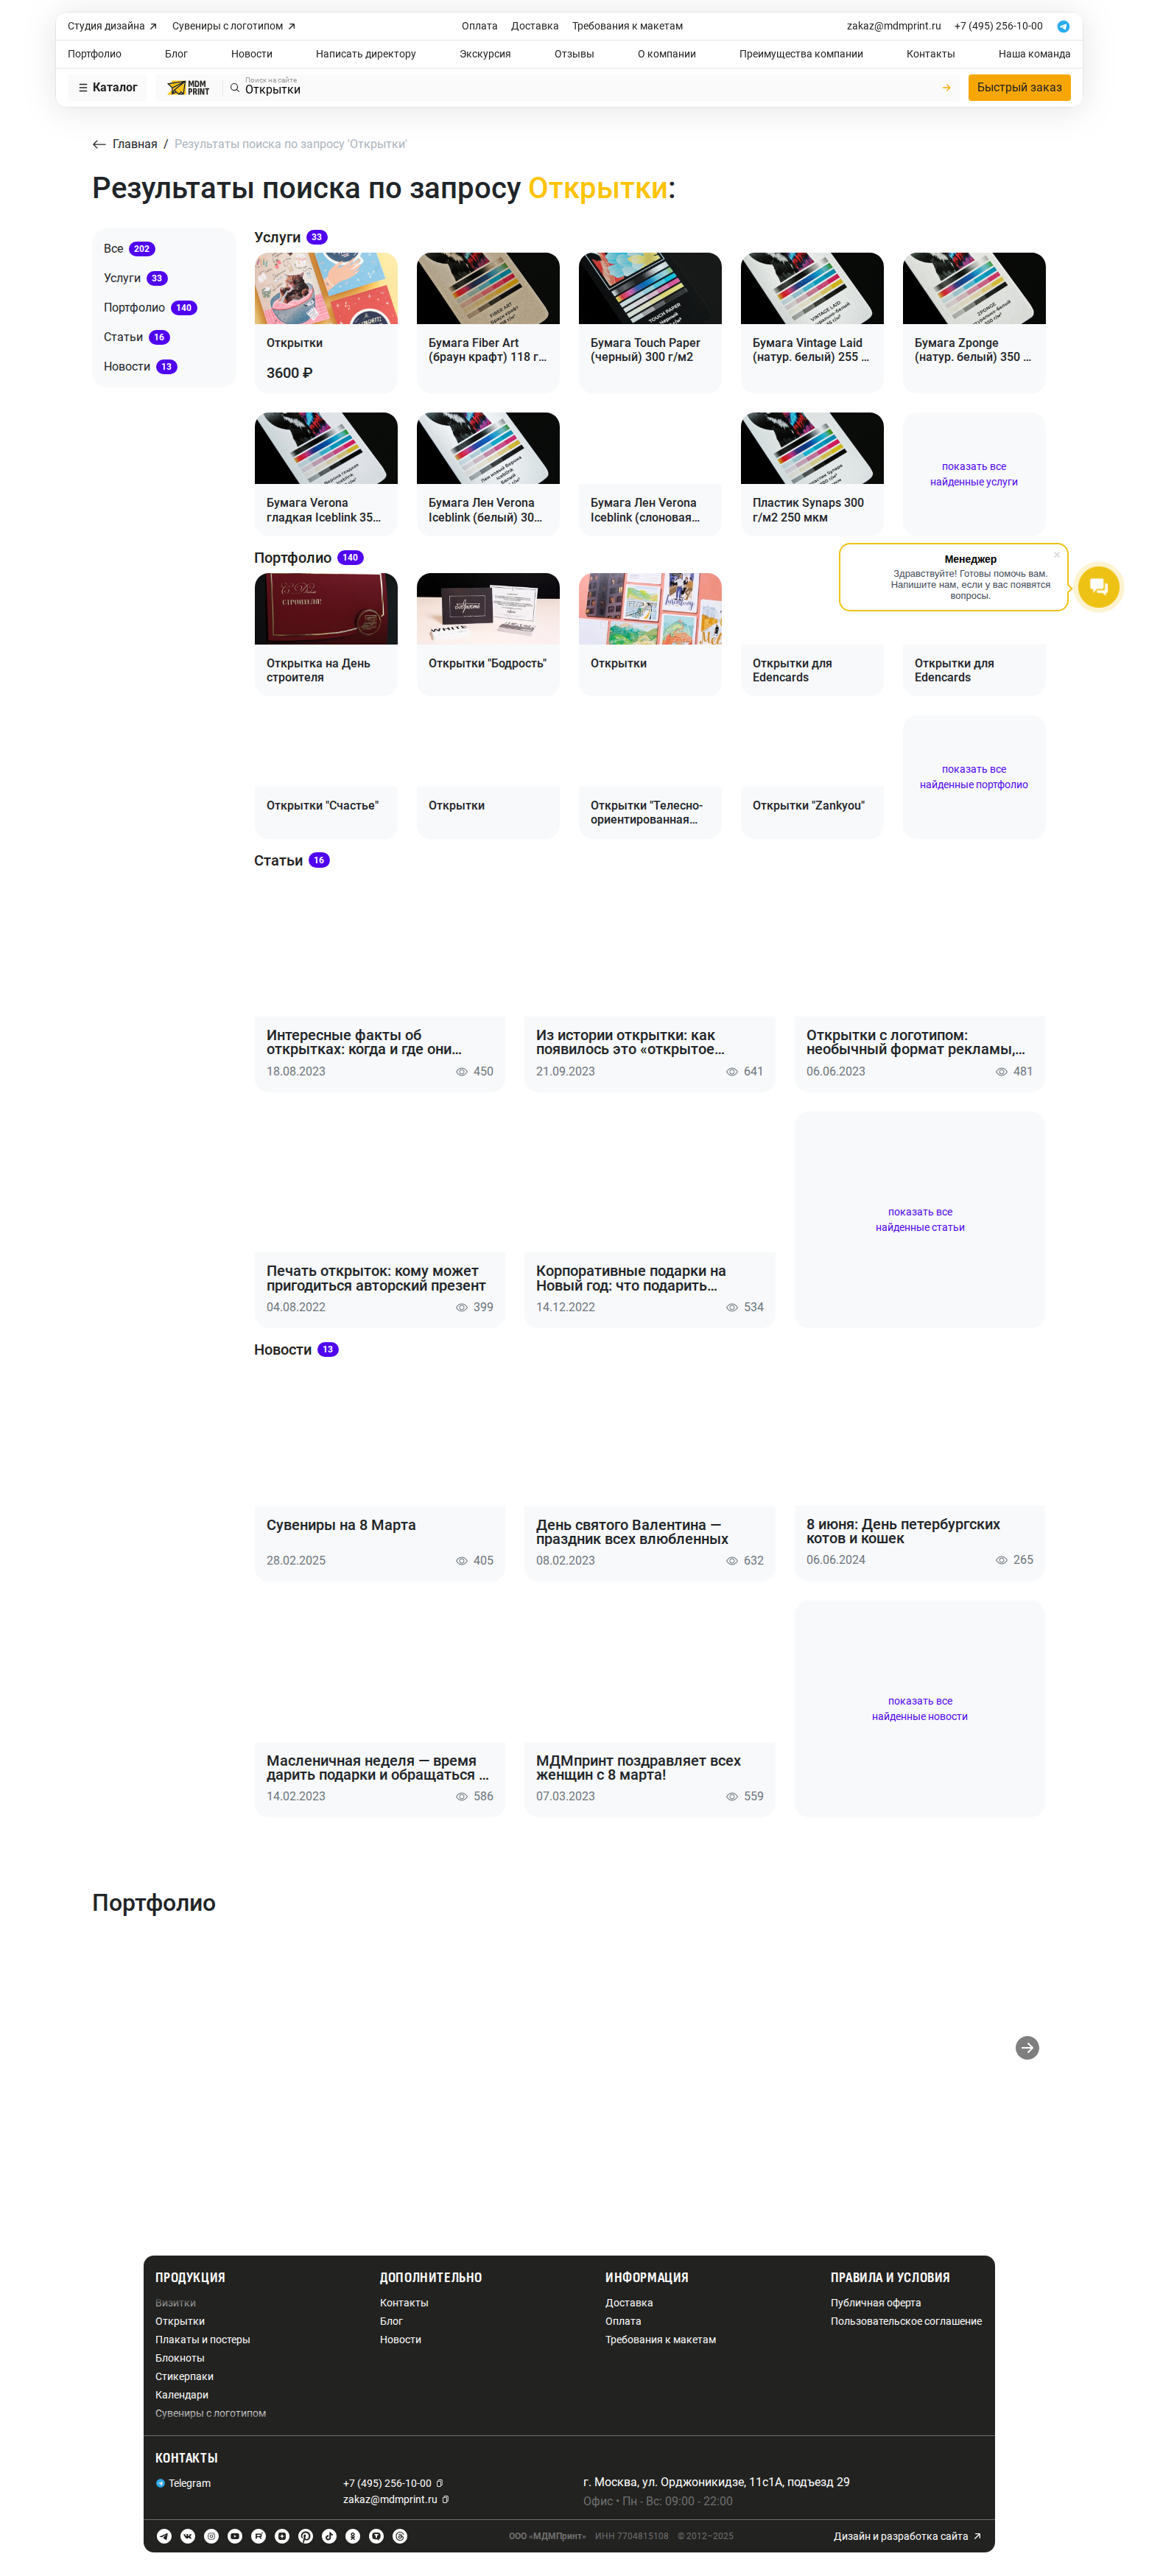 Студия дизайна
Сувениры с логотипом
Оплата
Доставка
Требования к макетам
zakaz@mdmprint.ru
+7 (495) 256-10-00
Портфолио
Блог
Новости
Написать директору
Экскурсия
Отзывы
О компании
Преимущества компании
Контакты
Наша команда
Каталог
MDM
PRINT
Поиск на сайте
Открытки
Быстрый заказ
Главная / Результаты поиска по запросу 'Открытки'
Результаты поиска по запросу Открытки:
Все 202
Услуги 33
Портфолио 140
Статьи 16
Новости 13
Услуги 33
Открытки
3600 ₽
Бумага Fiber Art
(браун крафт) 118 г...
Бумага Touch Paper
(черный) 300 г/м2
Бумага Vintage Laid
(натур. белый) 255 ...
Бумага Zponge
(натур. белый) 350 ...
Бумага Verona
гладкая Iceblink 35...
Бумага Лен Verona
Iceblink (белый) 30...
Бумага Лен Verona
Iceblink (слоновая...
Пластик Synaps 300
г/м2 250 мкм
показать все
найденные услуги
Портфолио 140
Менеджер
Здравствуйте! Готовы помочь вам.
Напишите нам, если у вас появятся
вопросы.
Открытка на День
строителя
Открытки "Бодрость"
Открытки
Открытки для
Edencards
Открытки для
Edencards
Открытки "Счастье"
Открытки
Открытки "Телесно-
ориентированная...
Открытки "Zankyou"
показать все
найденные портфолио
Статьи 16
Интересные факты об
открытках: когда и где они...
18.08.2023
450
Из истории открытки: как
появилось это «открытое...
21.09.2023
641
Открытки с логотипом:
необычный формат рекламы,...
06.06.2023
481
Печать открыток: кому может
пригодиться авторский презент
04.08.2022
399
Корпоративные подарки на
Новый год: что подарить...
14.12.2022
534
показать все
найденные статьи
Новости 13
Сувениры на 8 Марта
28.02.2025
405
День святого Валентина —
праздник всех влюбленных
08.02.2023
632
8 июня: День петербургских
котов и кошек
06.06.2024
265
Масленичная неделя — время
дарить подарки и обращаться ...
14.02.2023
586
МДМпринт поздравляет всех
женщин с 8 марта!
07.03.2023
559
показать все
найденные новости
Портфолио
ПРОДУКЦИЯ
Визитки
Открытки
Плакаты и постеры
Блокноты
Стикерпаки
Календари
Сувениры с логотипом
ДОПОЛНИТЕЛЬНО
Контакты
Блог
Новости
ИНФОРМАЦИЯ
Доставка
Оплата
Требования к макетам
ПРАВИЛА И УСЛОВИЯ
Публичная оферта
Пользовательское соглашение
КОНТАКТЫ
Telegram
+7 (495) 256-10-00
zakaz@mdmprint.ru
г. Москва, ул. Орджоникидзе, 11с1А, подъезд 29
Офис • Пн - Вс: 09:00 - 22:00
ООО «МДМПринт» ИНН 7704815108 © 2012–2025
Дизайн и разработка сайта